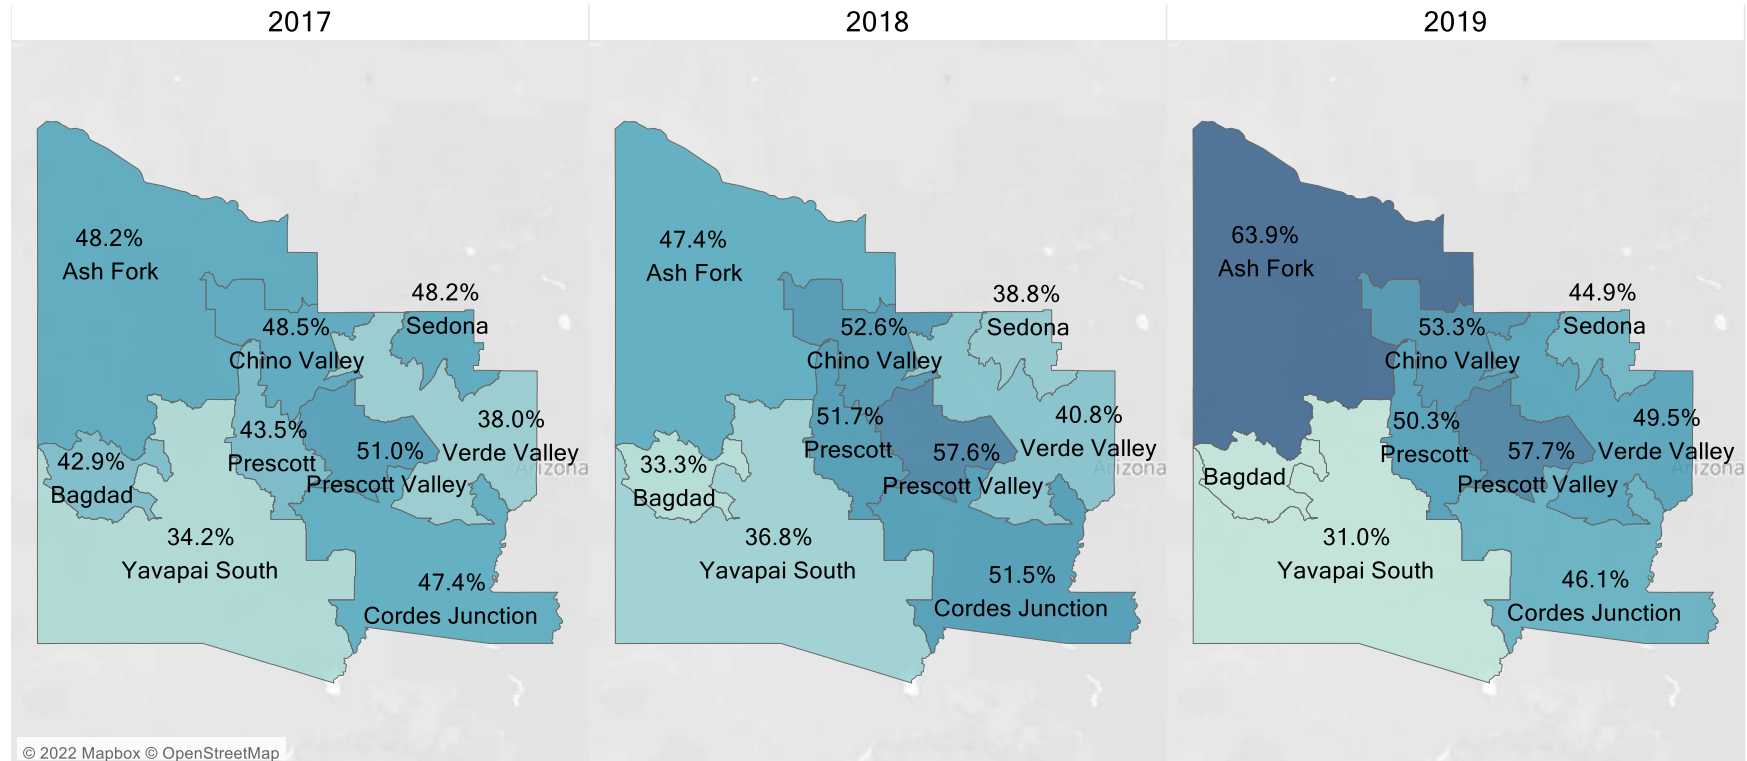 2017
2018
2019
48.2%
Ash Fork
48.2%
Sedona
48.5%
Chino Valley
38.0%
Verde Valley
43.5%
Prescott
51.0%
Prescott Valley
42.9%
Bagdad
34.2%
Yavapai South
47.4%
Cordes Junction
Arizona
47.4%
Ash Fork
38.8%
Sedona
52.6%
Chino Valley
51.7%
Prescott
40.8%
Verde Valley
57.6%
Prescott Valley
33.3%
Bagdad
36.8%
Yavapai South
51.5%
Cordes Junction
Arizona
63.9%
Ash Fork
44.9%
Sedona
53.3%
Chino Valley
50.3%
Prescott
49.5%
Verde Valley
57.7%
Prescott Valley
Bagdad
31.0%
Yavapai South
46.1%
Cordes Junction
Arizona
© 2022 Mapbox © OpenStreetMap